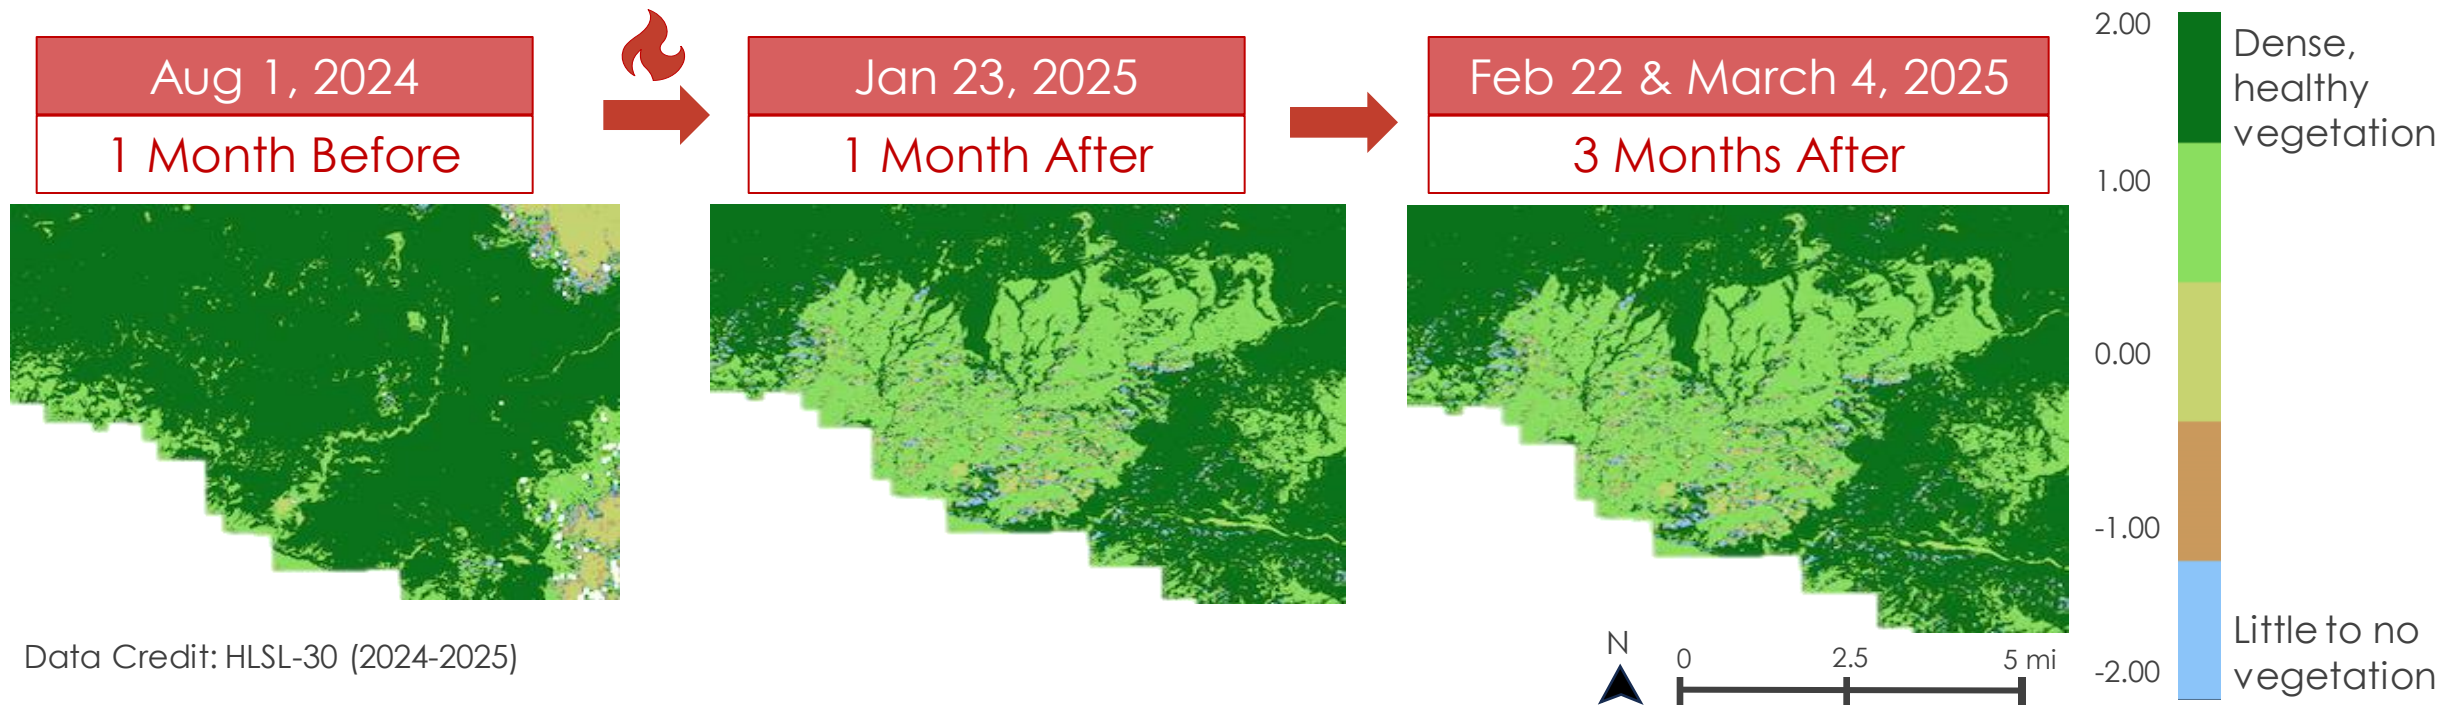 Aug 1, 2024
1 Month Before
Jan 23, 2025
1 Month After
Feb 22 & March 4, 2025
3 Months After
2.00
1.00
0.00
-1.00
-2.00
Dense,
healthy
vegetation
Little to no
vegetation
Data Credit: HLSL-30 (2024-2025)
N
0 2.5 5 mi